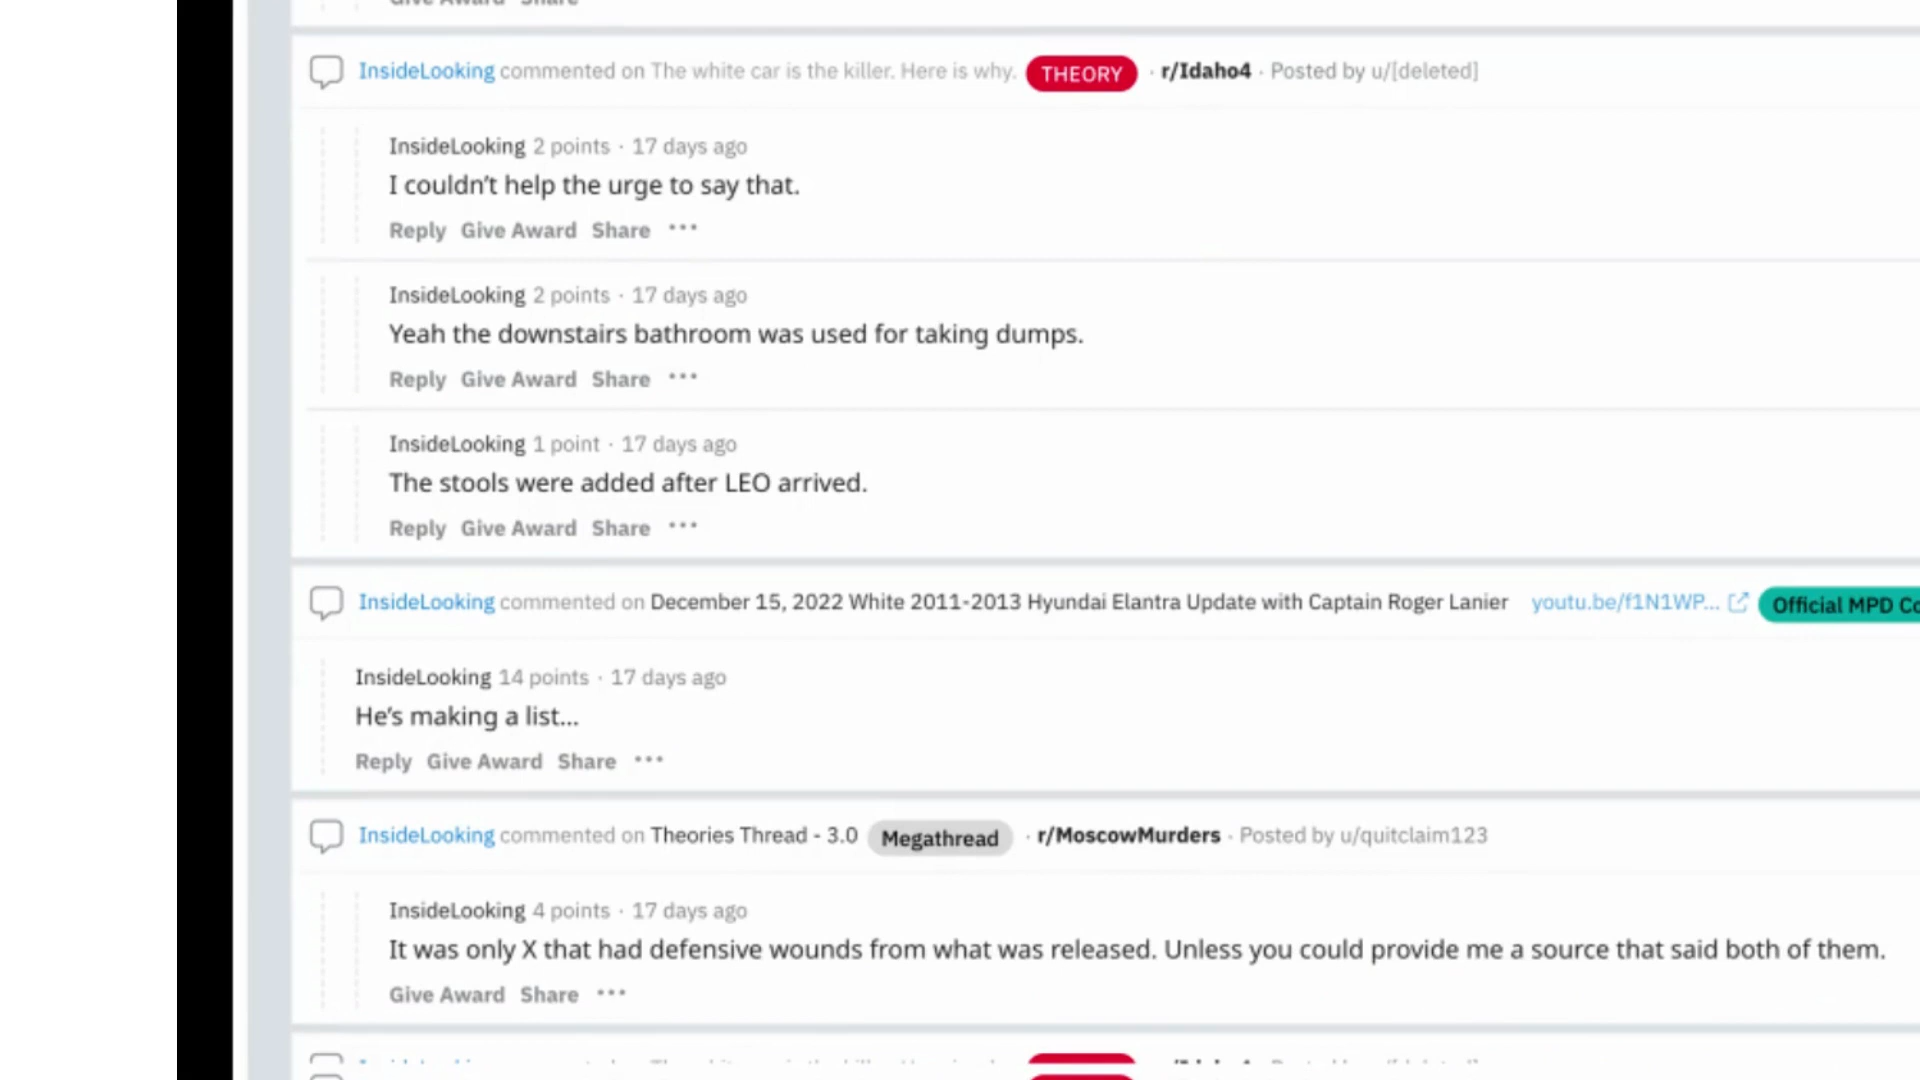 Give Award Share
InsideLooking commented on The white car is the killer. Here is why. THEORY · r/Idaho4 · Posted by u/[deleted]
InsideLooking 2 points · 17 days ago
I couldn’t help the urge to say that.
Reply Give Award Share ···
InsideLooking 2 points · 17 days ago
Yeah the downstairs bathroom was used for taking dumps.
Reply Give Award Share ···
InsideLooking 1 point · 17 days ago
The stools were added after LEO arrived.
Reply Give Award Share ···
InsideLooking commented on December 15, 2022 White 2011-2013 Hyundai Elantra Update with Captain Roger Lanier youtu.be/f1N1WP... Official MPD Co
InsideLooking 14 points · 17 days ago
He’s making a list...
Reply Give Award Share ···
InsideLooking commented on Theories Thread - 3.0 Megathread · r/MoscowMurders · Posted by u/quitclaim123
InsideLooking 4 points · 17 days ago
It was only X that had defensive wounds from what was released. Unless you could provide me a source that said both of them.
Give Award Share ···